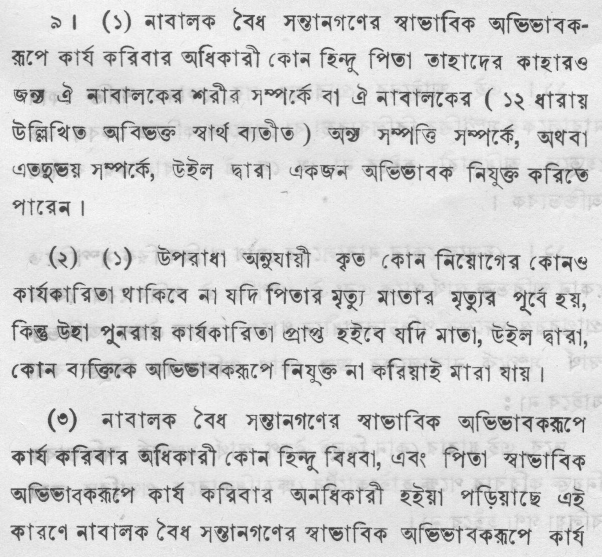 ৯। (১) নাবালক বৈধ সন্তানগণের স্বাভাবিক অভিভাবক-
রূপে কার্য করিবার অধিকারী কোন হিন্দু পিতা তাহাদের কাহারও
জন্য ঐ নাবালকের শরীর সম্পর্কে বা ঐ নাবালকের ( ১২ ধারায়
উল্লিখিত অবিভক্ত স্বার্থ ব্যতীত ) অন্য সম্পত্তি সম্পর্কে, অথবা
এতদুভয় সম্পর্কে, উইল দ্বারা একজন অভিভাবক নিযুক্ত করিতে
পারেন।
(২) (১) উপরাধা অনুযায়ী কৃত কোন নিয়োগের কোনও
কার্যকারিতা থাকিবে না যদি পিতার মৃত্যু মাতার মৃত্যুর পূর্বে হয়,
কিন্তু উহা পুনরায় কার্যকারিতা প্রাপ্ত হইবে যদি মাতা, উইল দ্বারা,
কোন ব্যক্তিকে অভিভাবকরূপে নিযুক্ত না করিয়াই মারা যায়।
(৩) নাবালক বৈধ সন্তানগণের স্বাভাবিক অভিভাবকরূপে
কার্য করিবার অধিকারী কোন হিন্দু বিধবা, এবং পিতা স্বাভাবিক
অভিভাবকরূপে কার্য করিবার অনধিকারী হইয়া পড়িয়াছে এই
কারণে নাবালক বৈধ সন্তানগণের স্বাভাবিক অভিভাবকরূপে কার্য